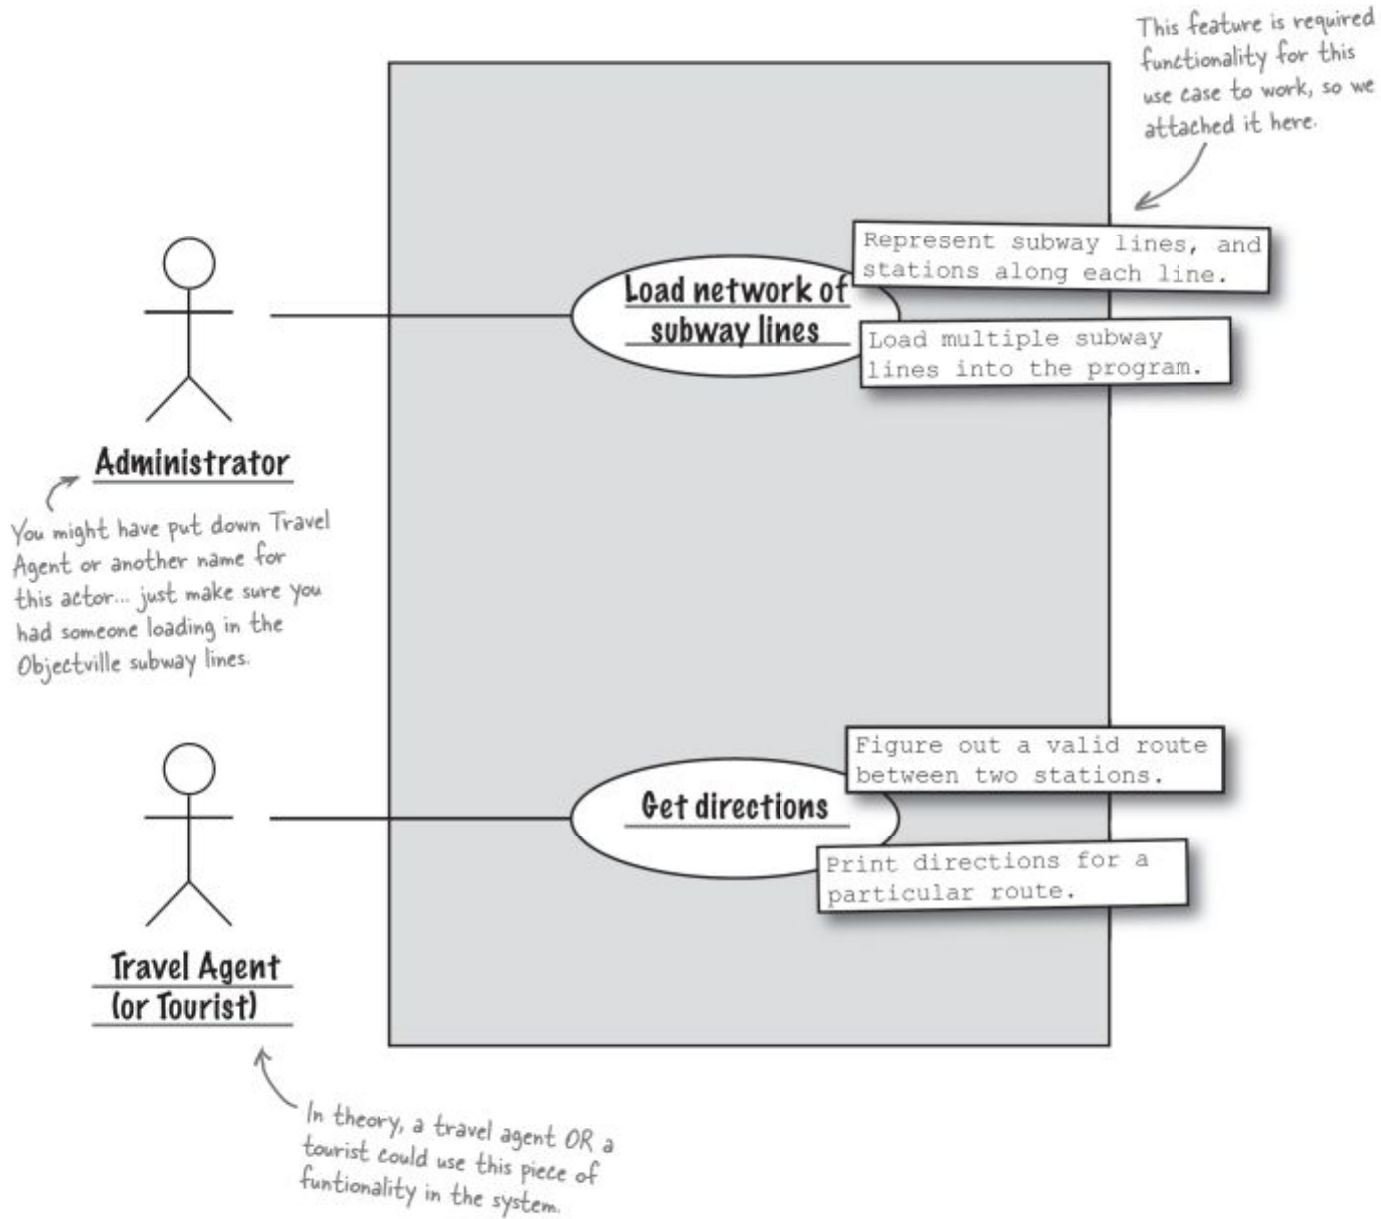 This feature is required
functionality for this
use case to work, so we
attached it here.
Represent subway lines, and
stations along each line.
Load network of
subway lines
Load multiple subway
lines into the program.
Administrator
You might have put down Travel
Agent or another name for
this actor... just make sure you
had someone loading in the
Objectville subway lines.
Figure out a valid route
between two stations.
Get directions
Print directions for a
particular route.
Travel Agent
(or Tourist)
In theory, a travel agent OR a
tourist could use this piece of
funtionality in the system.